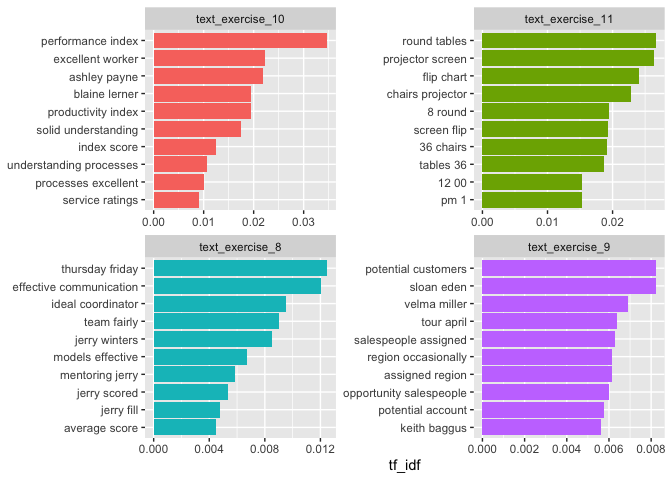 text_exercise_10
performance index
excellent worker
ashley payne
blaine lerner
productivity index
solid understanding
index score
understanding processes
processes excellent
service ratings
0.00 0.01 0.02 0.03
text_exercise_11
round tables
projector screen
flip chart
chairs projector
8 round
screen flip
36 chairs
tables 36
12 00
pm 1
0.00 0.01 0.02
text_exercise_8
thursday friday
effective communication
ideal coordinator
team fairly
jerry winters
models effective
mentoring jerry
jerry scored
jerry fill
average score
0.000 0.004 0.008 0.012
text_exercise_9
potential customers
sloan eden
velma miller
tour april
salespeople assigned
region occasionally
assigned region
opportunity salespeople
potential account
keith baggus
0.000 0.002 0.004 0.006 0.008
tf_idf